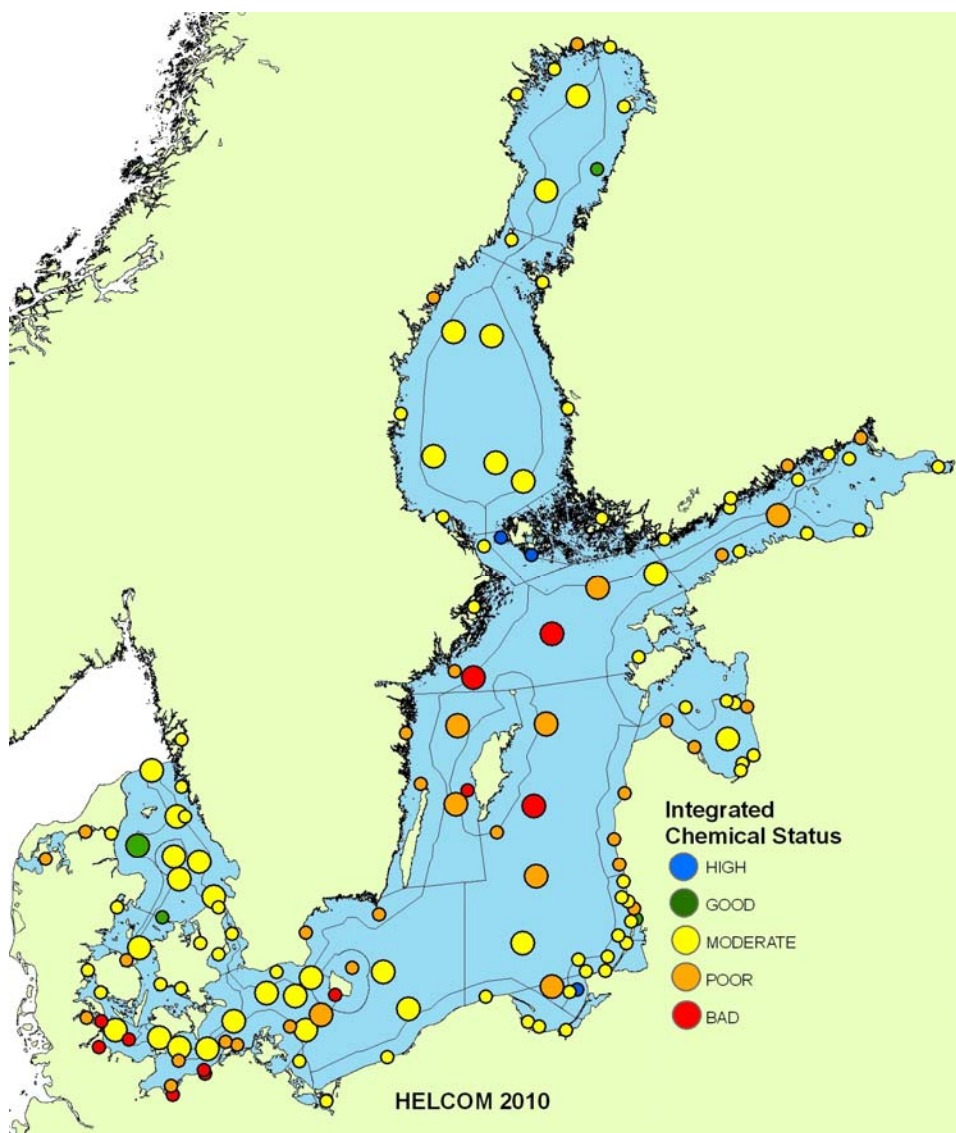 Integrated
Chemical Status
HIGH
GOOD
MODERATE
POOR
BAD
HELCOM 2010